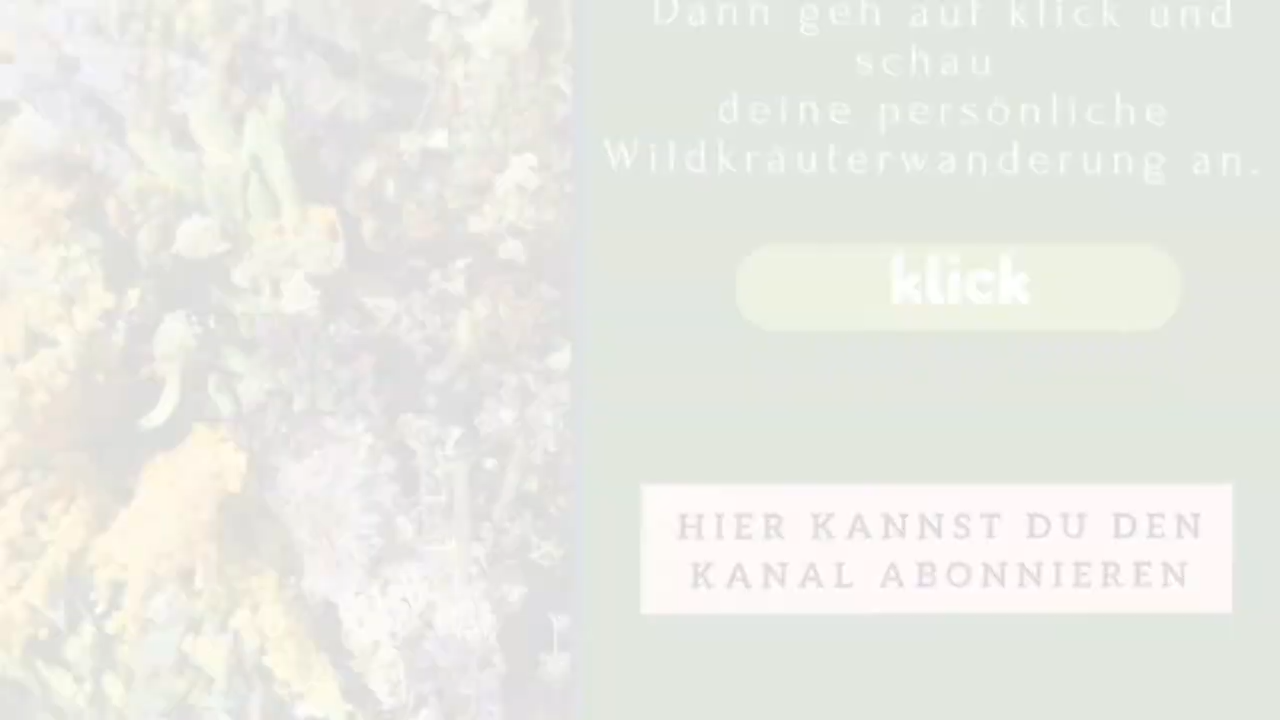 Dann geh auf klick und
schau
deine persönliche
Wildkräuterwanderung an.
klick
HIER KANNST DU DEN
KANAL ABONNIEREN